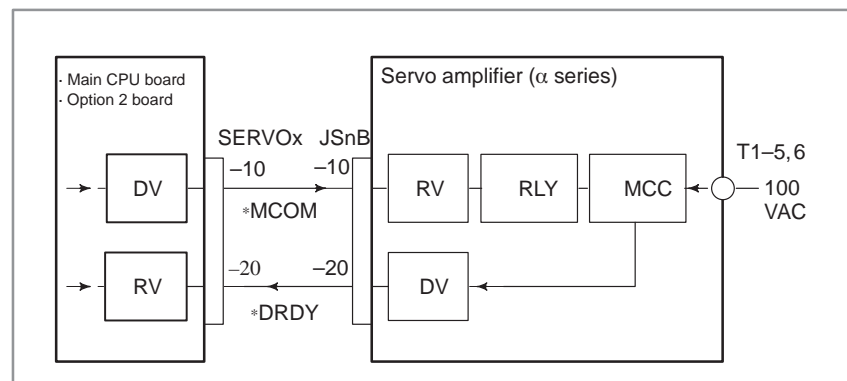 · Main CPU board
· Option 2 board
Servo amplifier (α series)
SERVOx JSnB
T1–5, 6
–10 –10
DV
RV RLY MCC
100
VAC
*MCOM
–20 –20
RV
DV
*DRDY